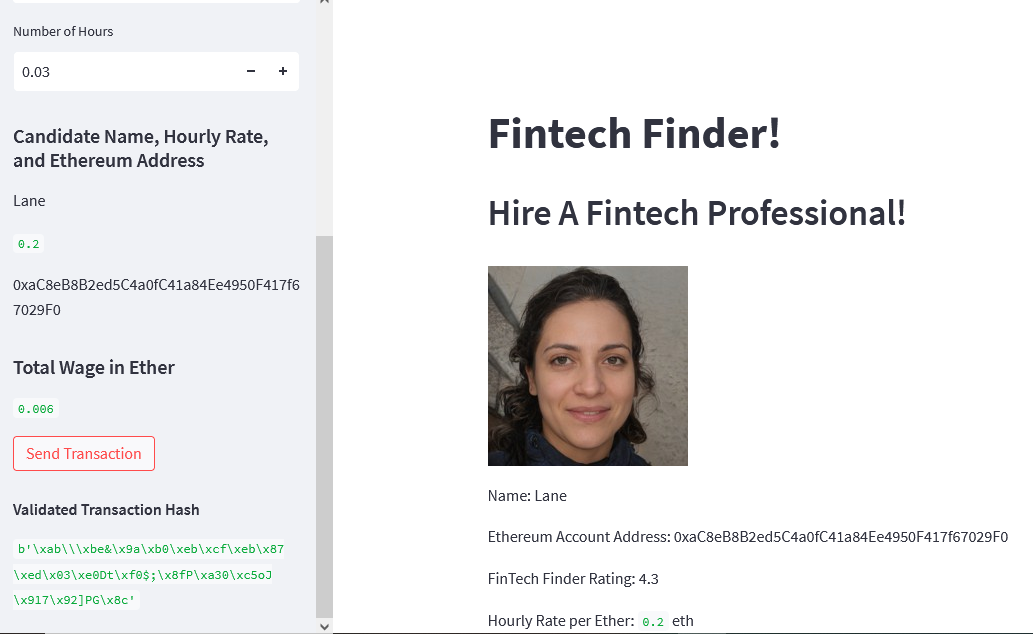 Number of Hours
0.03
Candidate Name, Hourly Rate,
and Ethereum Address
Lane
0.2
0xaC8eB8B2ed5C4a0fC41a84Ee4950F417f6
7029F0
Total Wage in Ether
0.006
Send Transaction
Validated Transaction Hash
b'\xab\\\xbe&\x9a\xb0\xeb\xcf\xeb\x87
\xed\x03\xe0Dt\xf0$;\x8fP\xa30\xc5oJ
\x917\x92]PG\x8c'
Fintech Finder!
Hire A Fintech Professional!
Name: Lane
Ethereum Account Address: 0xaC8eB8B2ed5C4a0fC41a84Ee4950F417f67029F0
FinTech Finder Rating: 4.3
Hourly Rate per Ether: 0.2 eth